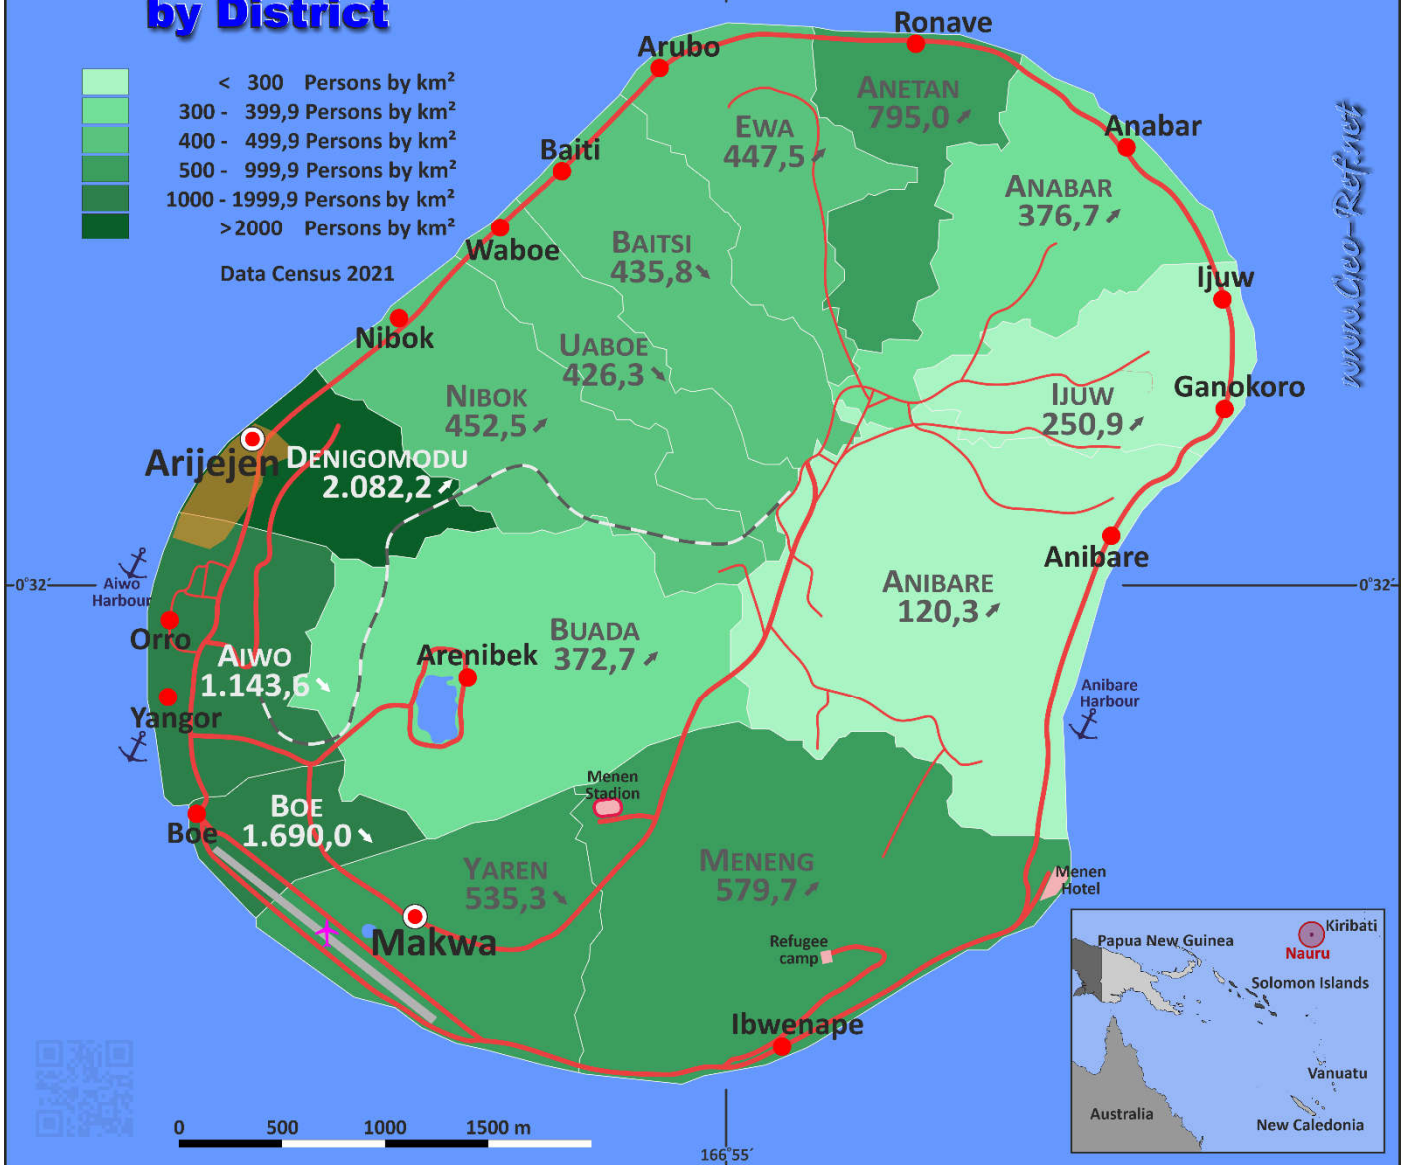 by District
< 300 Persons by km²
300 - 399,9 Persons by km²
400 - 499,9 Persons by km²
500 - 999,9 Persons by km²
1000 - 1999,9 Persons by km²
>2000 Persons by km²
Data Census 2021
www.Geo-Ref.net
Ronave
Arubo
ANETAN
795,0
EWA
447,5
Anabar
Baiti
ANABAR
376,7
Waboe
BAITSI
435,8
Ijuw
Nibok
UABOE
426,3
Ganokoro
NIBOK
452,5
IJUW
250,9
Arijejen
DENIGOMODU
2.082,2
Anibare
0°32´
Aiwo
Harbour
ANIBARE
120,3
0°32´
Orro
AIWO
1.143,6
BUADA
372,7
Arenibek
Yangor
Anibare
Harbour
Menen
Stadion
BOE
1.690,0
Boe
YAREN
535,3
MENENG
579,7
Menen
Hotel
Makwa
Refugee
camp
Ibwenape
Kiribati
Papua New Guinea
Nauru
Solomon Islands
Vanuatu
Australia
New Caledonia
0 500 1000 1500 m
166°55´